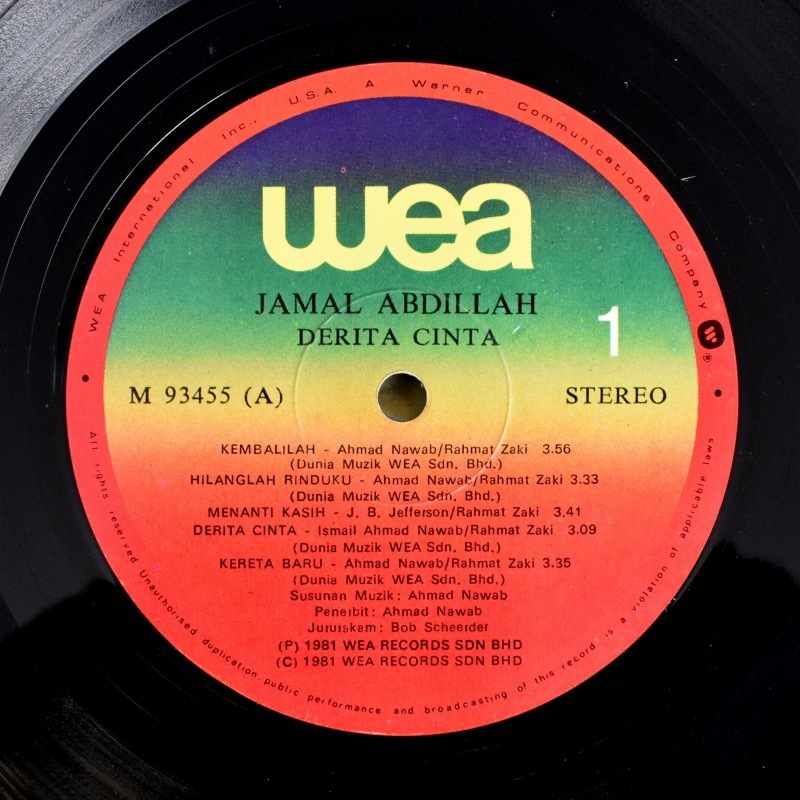 WEA International Inc., U.S.A. A Warner Communications Company
wea
JAMAL ABDILLAH
DERITA CINTA
1
M 93455 (A)
STEREO
KEMBALILAH - Ahmad Nawab/Rahmat Zaki 3.56
(Dunia Muzik WEA Sdn. Bhd.)
HILANGLAH RINDUKU - Ahmad Nawab/Rahmat Zaki 3.33
(Dunia Muzik WEA Sdn. Bhd.)
MENANTI KASIH - J. B. Jefferson/Rahmat Zaki 3.41
DERITA CINTA - Ismail Ahmad Nawab/Rahmat Zaki 3.09
(Dunia Muzik WEA Sdn. Bhd.)
KERETA BARU - Ahmad Nawab/Rahmat Zaki 3.35
(Dunia Muzik WEA Sdn. Bhd.)
Susunan Muzik : Ahmad Nawab
Penerbit : Ahmad Nawab
Jururakam : Bob Scheerder
(P) 1981 WEA RECORDS SDN BHD
(C) 1981 WEA RECORDS SDN BHD
All rights reserved Unauthorised duplication public performance and broadcasting of this record is a violation of applicable laws